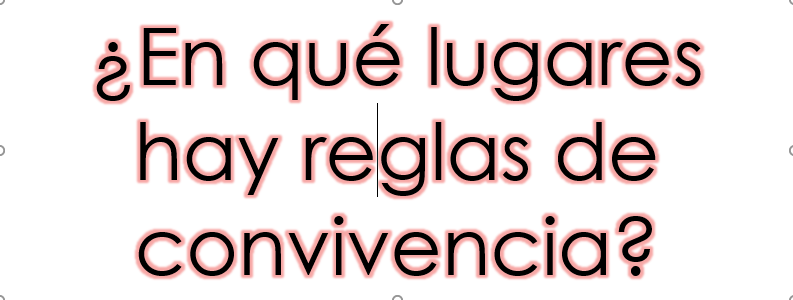 ¿En qué lugares
hay reglas de
convivencia?